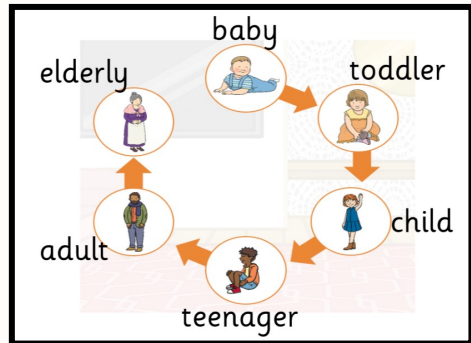 baby
toddler
child
teenager
adult
elderly